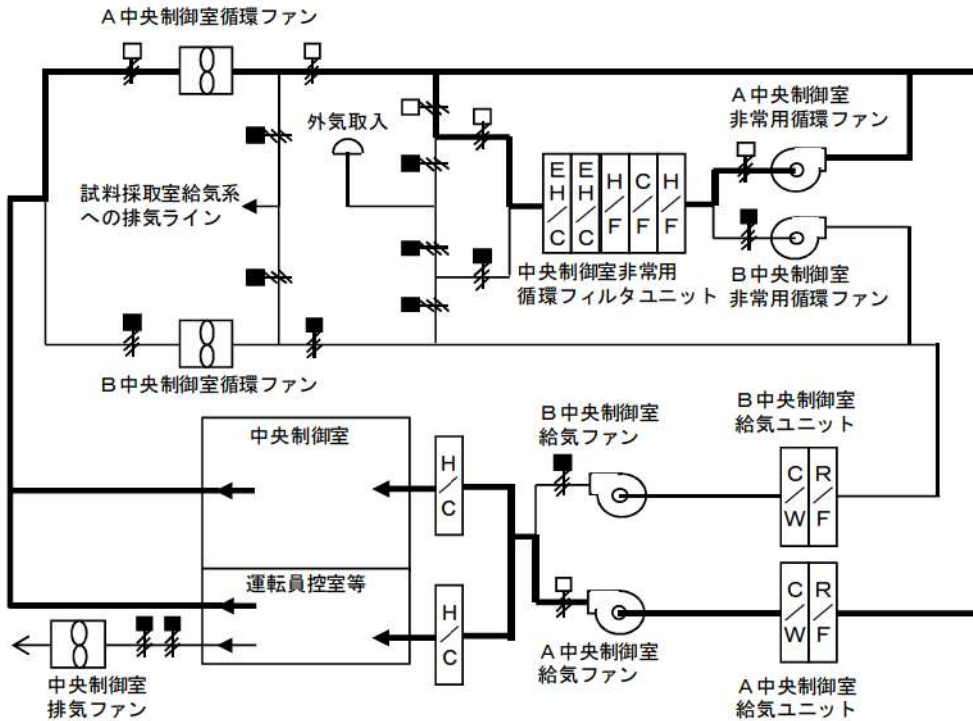 A中央制御室循環ファン
外気取入
A中央制御室
非常用循環ファン
試料採取室給気系
への排気ライン
E
H
/
C
E
H
/
C
H
/
F
C
/
F
H
/
F
中央制御室非常用
循環フィルタユニット
B中央制御室
非常用循環ファン
B中央制御室循環ファン
中央制御室
H
/
C
B中央制御室
給気ファン
B中央制御室
給気ユニット
C
/
W
R
/
F
運転員控室等
H
/
C
A中央制御室
給気ファン
C
/
W
R
/
F
A中央制御室
給気ユニット
中央制御室
排気ファン